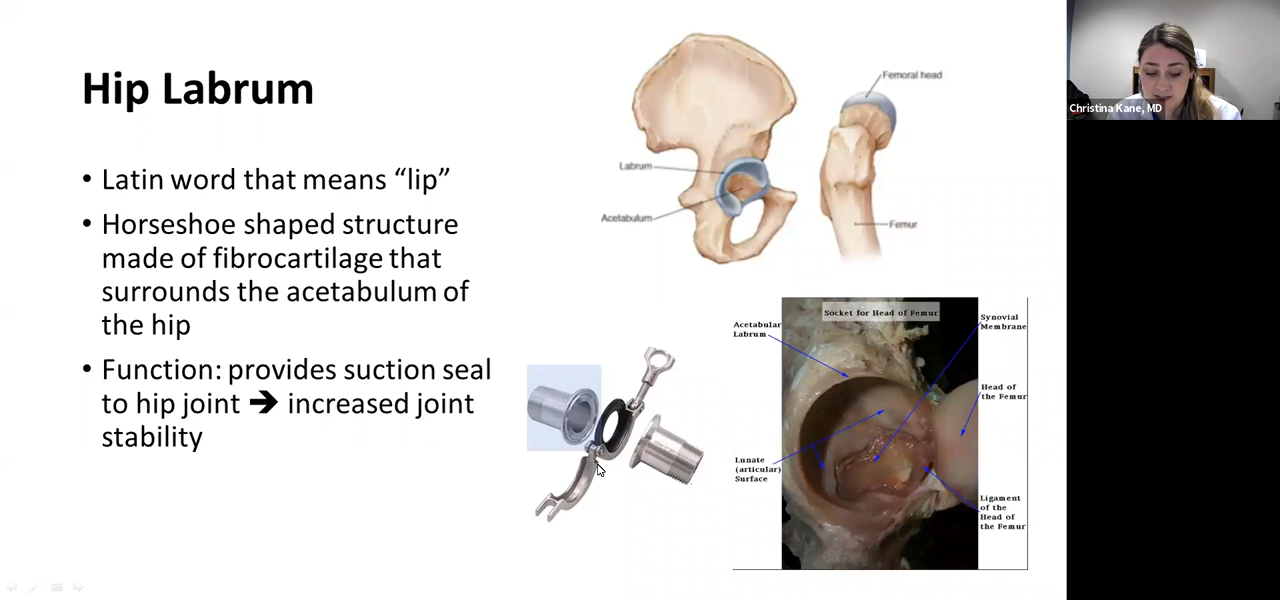 Hip Labrum
• Latin word that means “lip”
• Horseshoe shaped structure
made of fibrocartilage that
surrounds the acetabulum of
the hip
• Function: provides suction seal
to hip joint ➔ increased joint
stability
Femoral head
Labrum
Acetabulum
Femur
Socket for Head of Femur
Acetabular
Labrum
Synovial
Membrane
Head of
the Femur
Lunate
(articular)
Surface
Ligament
of the
Head of
the Femur
Christina Kane, MD